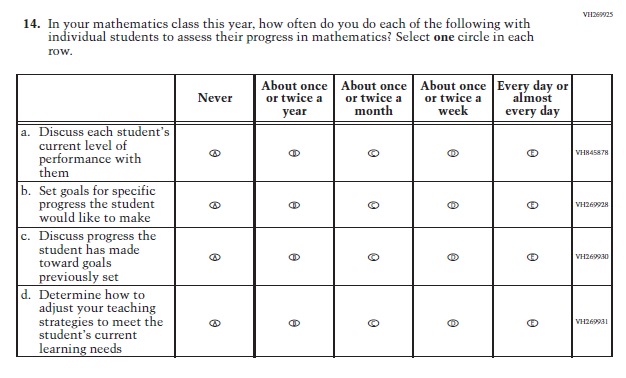 VH269925
14. In your mathematics class this year, how often do you do each of the following with
individual students to assess their progress in mathematics? Select one circle in each
row.
Never
About once
or twice a
year
About once
or twice a
month
About once
or twice a
week
Every day or
almost
every day
a. Discuss each student's
current level of
performance with
them
Ⓐ Ⓑ Ⓒ Ⓓ Ⓔ VH845878
b. Set goals for specific
progress the student
would like to make
Ⓐ Ⓑ Ⓒ Ⓓ Ⓔ VH269928
c. Discuss progress the
student has made
toward goals
previously set
Ⓐ Ⓑ Ⓒ Ⓓ Ⓔ VH269930
d. Determine how to
adjust your teaching
strategies to meet the
student's current
learning needs
Ⓐ Ⓑ Ⓒ Ⓓ Ⓔ VH269931